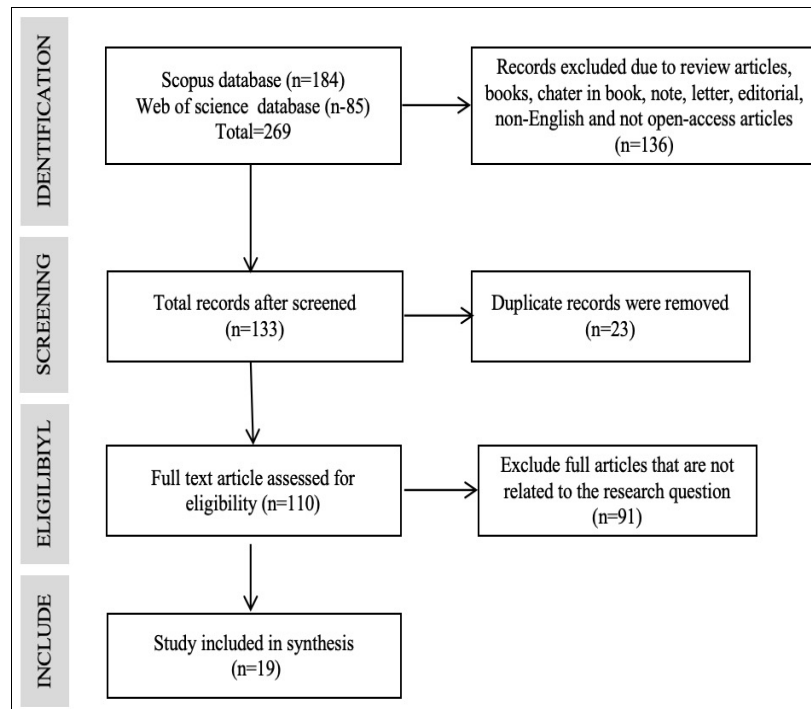 IDENTIFICATION
Scopus database (n=184)
Web of science database (n-85)
Total=269
Records excluded due to review articles,
books, chater in book, note, letter, editorial,
non-English and not open-access articles
(n=136)
SCREENING
Total records after screened
(n=133)
Duplicate records were removed
(n=23)
ELIGILIBIYL
Full text article assessed for
eligibility (n=110)
Exclude full articles that are not
related to the research question
(n=91)
INCLUDE
Study included in synthesis
(n=19)